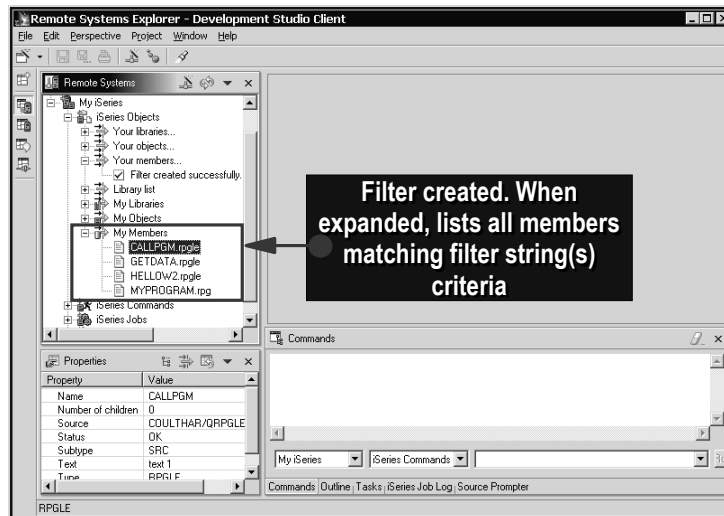 Remote Systems Explorer - Development Studio Client
File Edit Perspective Project Window Help
Remote Systems
My iSeries
iSeries Objects
Your libraries...
Your objects...
Your members...
Filter created successfully.
Library list
My Libraries
My Objects
My Members
CALLPGM.rpgle
GETDATA.rpgle
HELLOW2.rpgle
MYPROGRAM.rpg
iSeries Commands
iSeries Jobs
Filter created. When
expanded, lists all members
matching filter string(s)
criteria
Properties
Property Value
Name CALLPGM
Number of children 0
Source COULTHAR/QRPGLE
Status OK
Subtype SRC
Text text 1
Type RPGLE
Commands
My iSeries iSeries Commands
Commands Outline Tasks iSeries Job Log Source Prompter
RPGLE